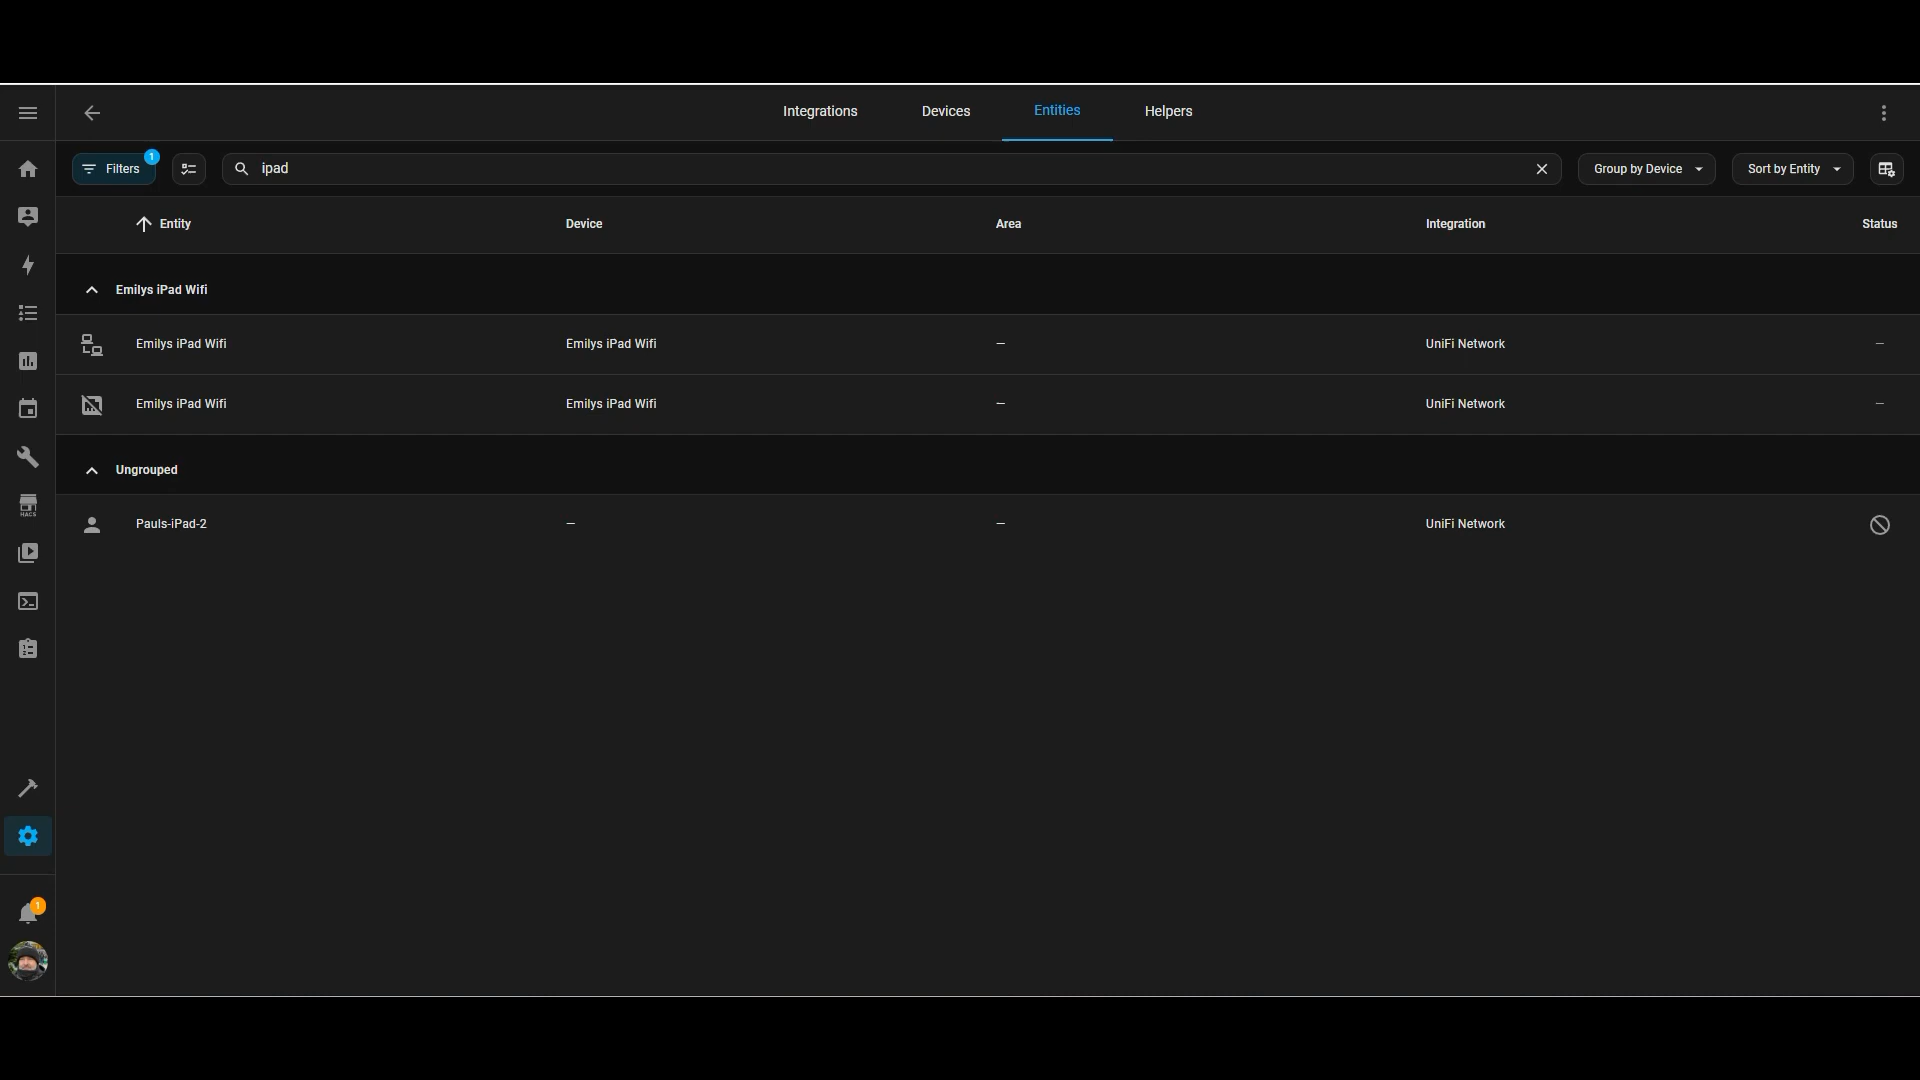 Integrations Devices Entities Helpers
Filters 1 ipad Group by Device Sort by Entity
Entity Device Area Integration Status
Emilys iPad Wifi
Emilys iPad Wifi Emilys iPad Wifi — UniFi Network —
Emilys iPad Wifi Emilys iPad Wifi — UniFi Network —
Ungrouped
Pauls-iPad-2 — — UniFi Network
HACS
1